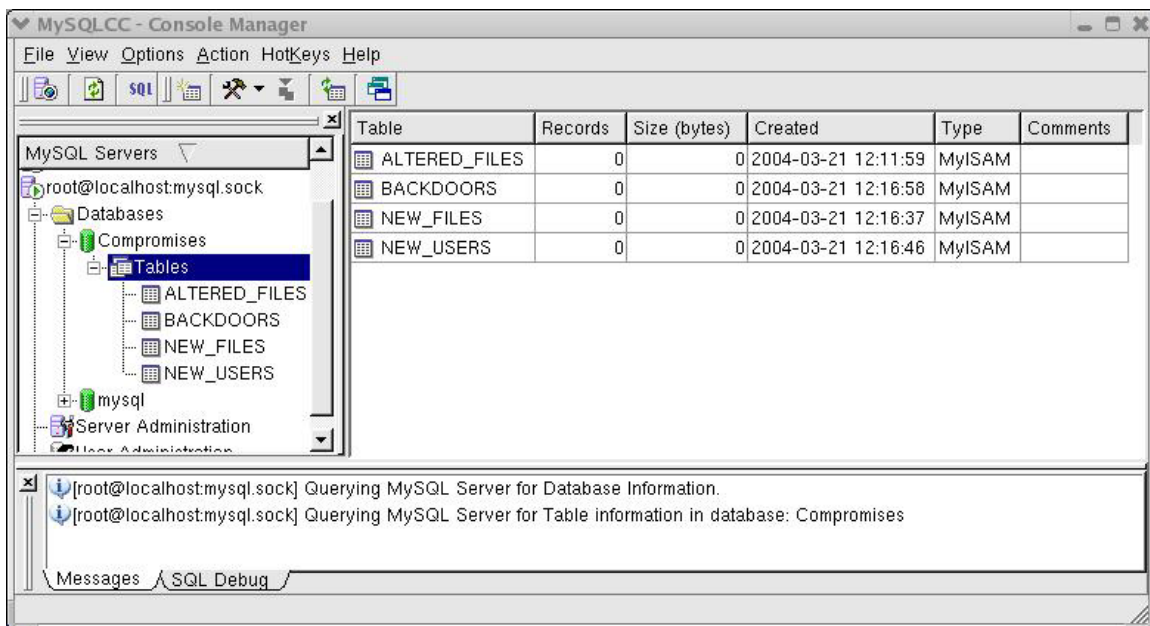 MySQLCC - Console Manager
File View Options Action HotKeys Help
SQL
MySQL Servers
root@localhost:mysql.sock
Databases
Compromises
Tables
ALTERED_FILES
BACKDOORS
NEW_FILES
NEW_USERS
mysql
Server Administration
User Administration
Table Records Size (bytes) Created Type Comments
ALTERED_FILES 0 0 2004-03-21 12:11:59 MyISAM
BACKDOORS 0 0 2004-03-21 12:16:58 MyISAM
NEW_FILES 0 0 2004-03-21 12:16:37 MyISAM
NEW_USERS 0 0 2004-03-21 12:16:46 MyISAM
[root@localhost:mysql.sock] Querying MySQL Server for Database Information.
[root@localhost:mysql.sock] Querying MySQL Server for Table information in database: Compromises
Messages SQL Debug